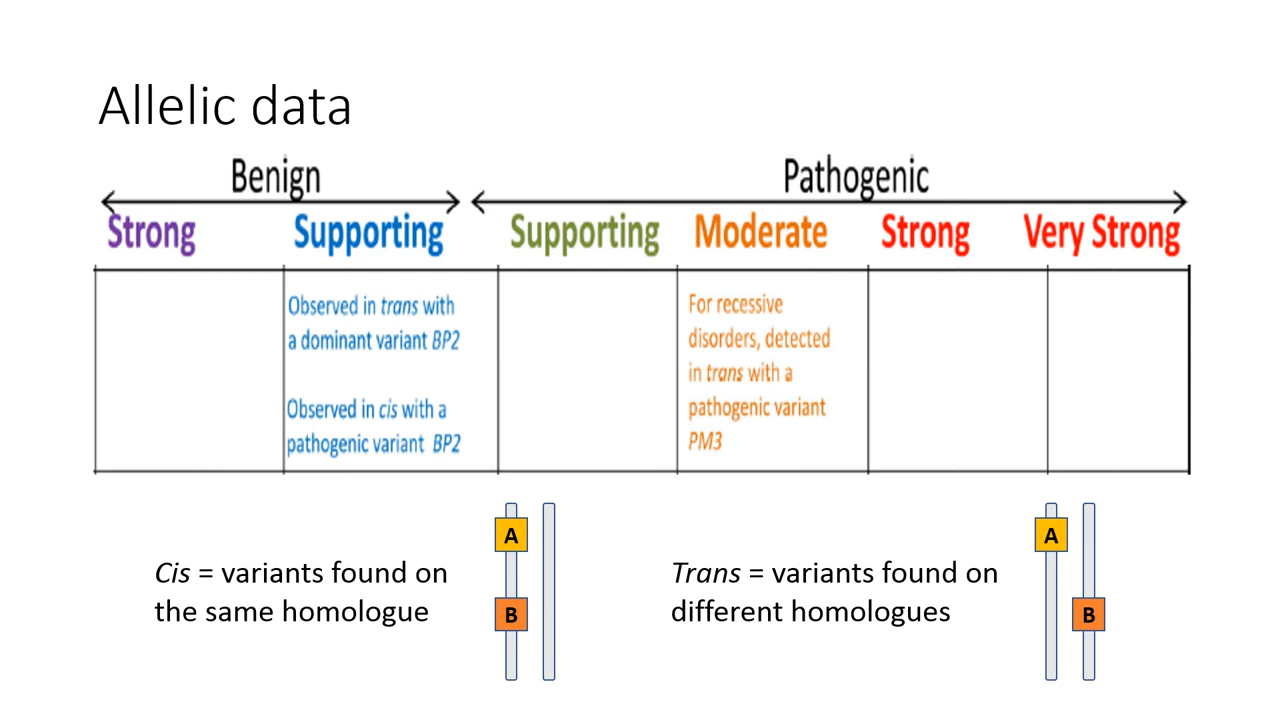 Allelic data
Benign
Pathogenic
Strong
Supporting
Supporting
Moderate
Strong
Very Strong
Observed in trans with
a dominant variant BP2
Observed in cis with a
pathogenic variant BP2
For recessive
disorders, detected
in trans with a
pathogenic variant
PM3
Cis = variants found on
the same homologue
A
B
Trans = variants found on
different homologues
A
B